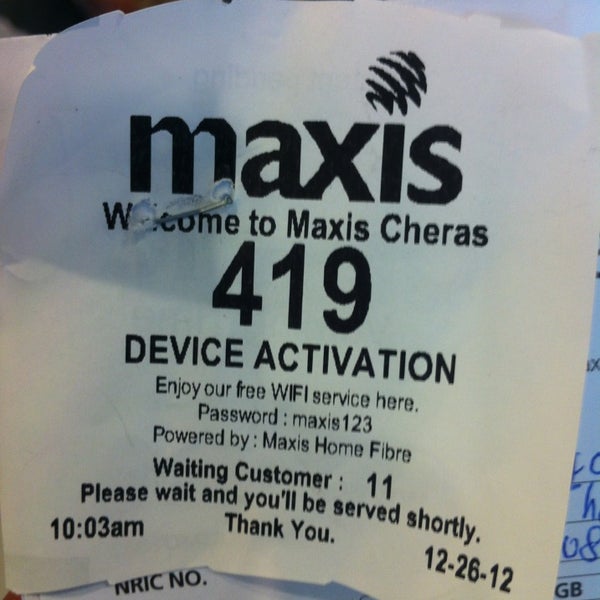 maxis
Welcome to Maxis Cheras
419
DEVICE ACTIVATION
Enjoy our free WIFI service here.
Password : maxis123
Powered by : Maxis Home Fibre
Waiting Customer : 11
Please wait and you'll be served shortly.
10:03am Thank You. 12-26-12
NRIC NO.
GB